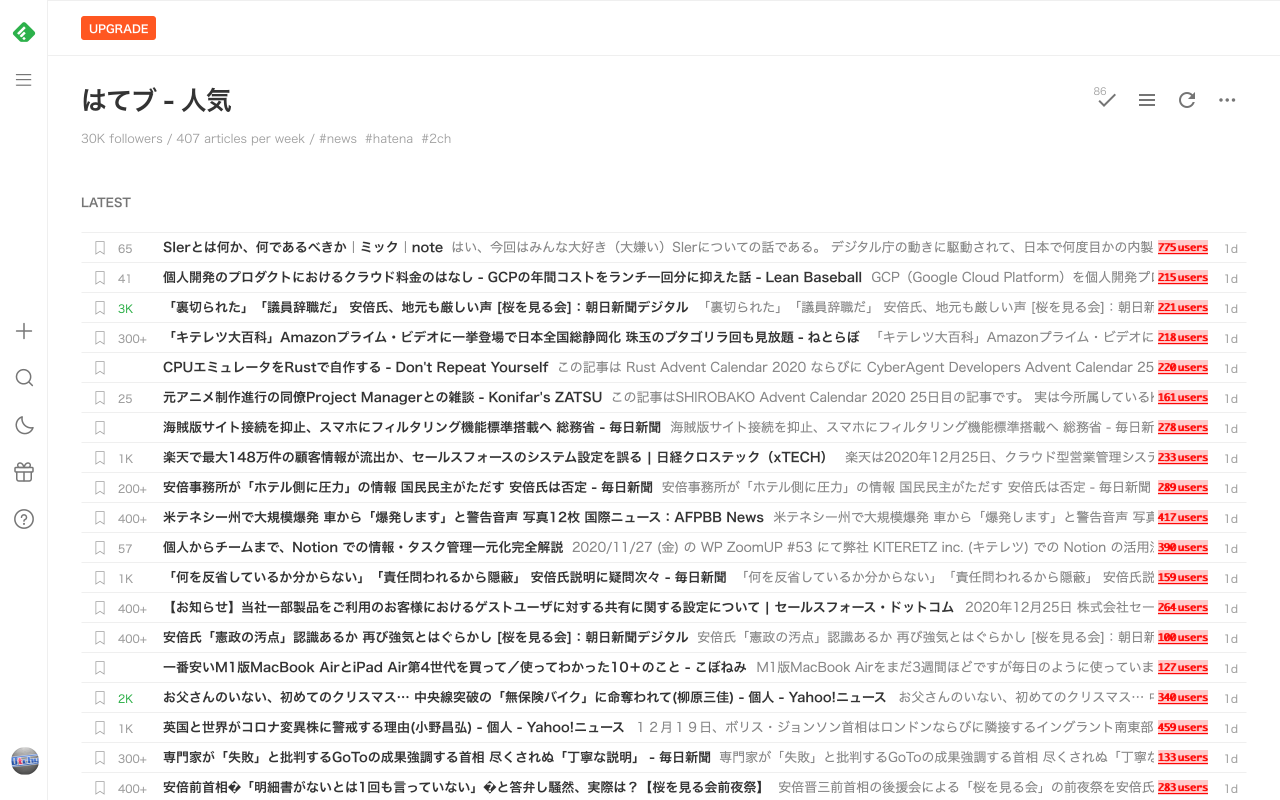 UPGRADE
はてブ - 人気
86
30K followers / 407 articles per week / #news #hatena #2ch
LATEST
65 SIerとは何か、何であるべきか｜ミック｜note はい、今回はみんな大好き（大嫌い）SIerについての話である。 デジタル庁の動きに駆動されて、日本で何度目かの内製 775 users 1d
41 個人開発のプロダクトにおけるクラウド料金のはなし - GCPの年間コストをランチ一回分に抑えた話 - Lean Baseball GCP（Google Cloud Platform）を個人開発プロ 215 users 1d
3K 「裏切られた」「議員辞職だ」 安倍氏、地元も厳しい声 [桜を見る会]：朝日新聞デジタル 「裏切られた」「議員辞職だ」 安倍氏、地元も厳しい声 [桜を見る会]：朝日新 221 users 1d
300+ 「キテレツ大百科」Amazonプライム・ビデオに一挙登場で日本全国総静岡化 珠玉のブタゴリラ回も見放題 - ねとらぼ 「キテレツ大百科」Amazonプライム・ビデオに 218 users 1d
CPUエミュレータをRustで自作する - Don't Repeat Yourself この記事は Rust Advent Calendar 2020 ならびに CyberAgent Developers Advent Calendar 25 220 users 1d
25 元アニメ制作進行の同僚Project Managerとの雑談 - Konifar's ZATSU この記事はSHIROBAKO Advent Calendar 2020 25日目の記事です。 実は今所属している 161 users 1d
海賊版サイト接続を抑止、スマホにフィルタリング機能標準搭載へ 総務省 - 毎日新聞 海賊版サイト接続を抑止、スマホにフィルタリング機能標準搭載へ 総務省 - 毎日新 278 users 1d
1K 楽天で最大148万件の顧客情報が流出か、セールスフォースのシステム設定を誤る | 日経クロステック（xTECH） 楽天は2020年12月25日、クラウド型営業管理システ 233 users 1d
200+ 安倍事務所が「ホテル側に圧力」の情報 国民民主がただす 安倍氏は否定 - 毎日新聞 安倍事務所が「ホテル側に圧力」の情報 国民民主がただす 安倍氏は否定 - 毎日新聞 289 users 1d
400+ 米テネシー州で大規模爆発 車から「爆発します」と警告音声 写真12枚 国際ニュース：AFPBB News 米テネシー州で大規模爆発 車から「爆発します」と警告音声 写真 417 users 1d
57 個人からチームまで、Notion での情報・タスク管理一元化完全解説 2020/11/27 (金) の WP ZoomUP #53 にて弊社 KITERETZ inc. (キテレツ) での Notion の活用 390 users 1d
1K 「何を反省しているか分からない」「責任問われるから隠蔽」 安倍氏説明に疑問次々 - 毎日新聞 「何を反省しているか分からない」「責任問われるから隠蔽」 安倍氏説 159 users 1d
400+ 【お知らせ】当社一部製品をご利用のお客様におけるゲストユーザに対する共有に関する設定について | セールスフォース・ドットコム 2020年12月25日 株式会社セー 264 users 1d
400+ 安倍氏「憲政の汚点」認識あるか 再び強気とはぐらかし [桜を見る会]：朝日新聞デジタル 安倍氏「憲政の汚点」認識あるか 再び強気とはぐらかし [桜を見る会]：朝日新 100 users 1d
一番安いM1版MacBook AirとiPad Air第4世代を買って／使ってわかった10＋のこと - こぼねみ M1版MacBook Airをまだ3週間ほどですが毎日のように使っていま 127 users 1d
2K お父さんのいない、初めてのクリスマス… 中央線突破の「無保険バイク」に命奪われて(柳原三佳) - 個人 - Yahoo!ニュース お父さんのいない、初めてのクリスマス… 340 users 1d
1K 英国と世界がコロナ変異株に警戒する理由(小野昌弘) - 個人 - Yahoo!ニュース １２月１９日、ボリス・ジョンソン首相はロンドンならびに隣接するイングラント南東部 459 users 1d
300+ 専門家が「失敗」と批判するGoToの成果強調する首相 尽くされぬ「丁寧な説明」 - 毎日新聞 専門家が「失敗」と批判するGoToの成果強調する首相 尽くされぬ「丁寧な 133 users 1d
400+ 安倍前首相�「明細書がないとは1回も言っていない」�と答弁し騒然、実際は？【桜を見る会前夜祭】 安倍晋三前首相の後援会による「桜を見る会」の前夜祭を安倍氏 283 users 1d